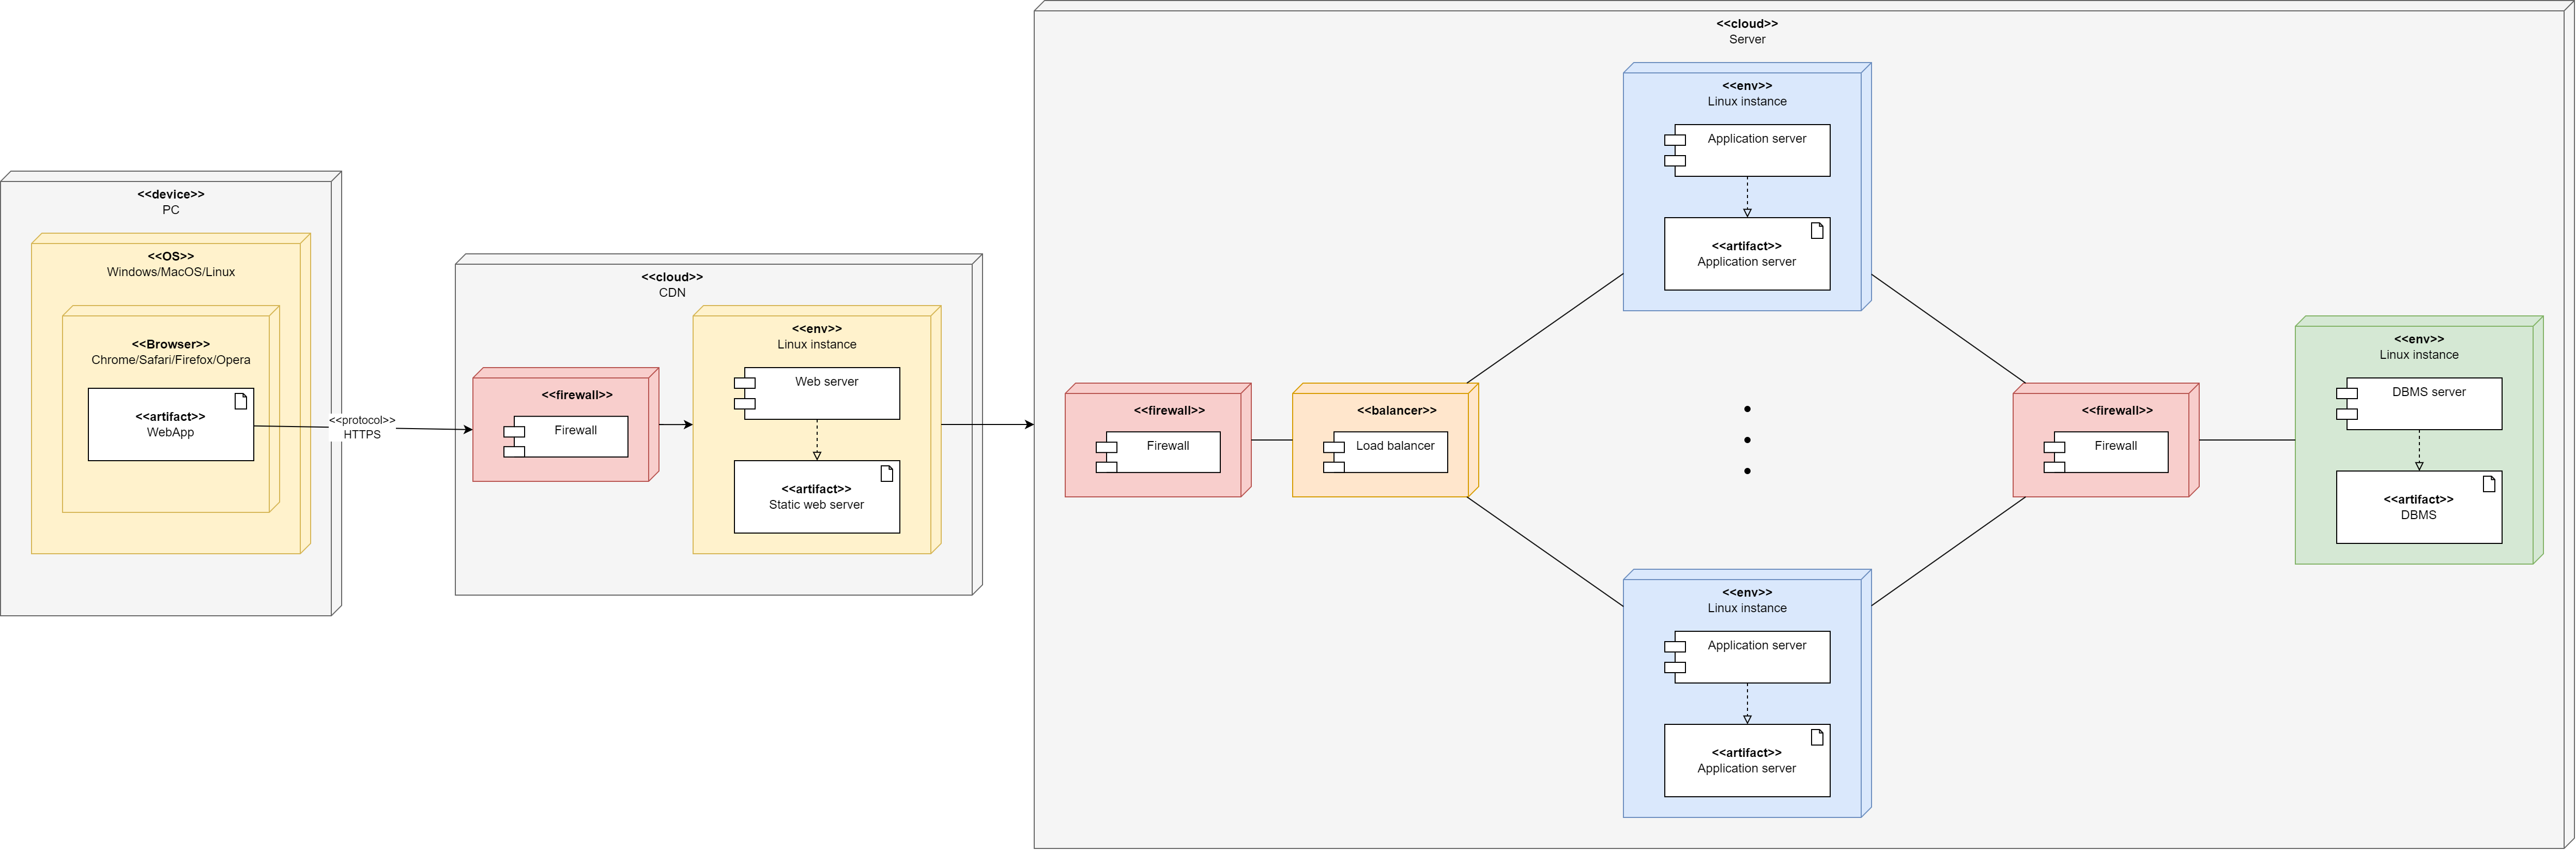 <<device>>
PC
<<OS>>
Windows/MacOS/Linux
<<Browser>>
Chrome/Safari/Firefox/Opera
<<artifact>>
WebApp
<<protocol>>
HTTPS
<<cloud>>
CDN
<<firewall>>
Firewall
<<env>>
Linux instance
Web server
<<artifact>>
Static web server
<<cloud>>
Server
<<firewall>>
Firewall
<<balancer>>
Load balancer
<<env>>
Linux instance
Application server
<<artifact>>
Application server
<<env>>
Linux instance
Application server
<<artifact>>
Application server
<<firewall>>
Firewall
<<env>>
Linux instance
DBMS server
<<artifact>>
DBMS